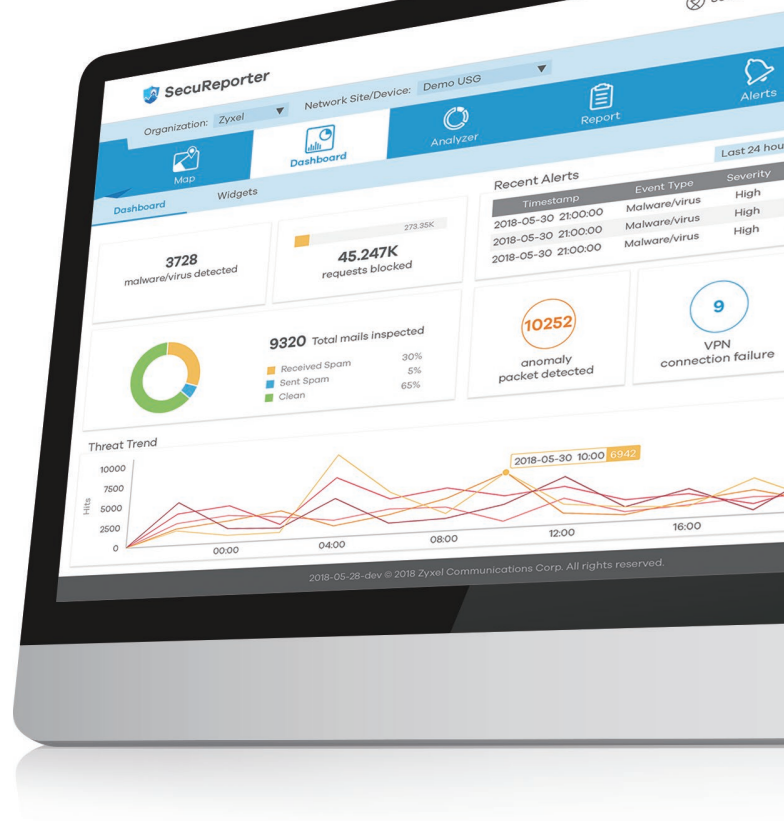 SecuReporter
Organization: Zyxel Network Site/Device: Demo USG
Map Dashboard Analyzer Report Alerts
Dashboard Widgets
3728
malware/virus detected
273.35K
45.247K
requests blocked
Recent Alerts
Timestamp Event Type Severity
2018-05-30 21:00:00 Malware/virus High
2018-05-30 21:00:00 Malware/virus High
2018-05-30 21:00:00 Malware/virus High
9320 Total mails inspected
Received Spam 30%
Sent Spam 5%
Clean 65%
10252
anomaly
packet detected
9
VPN
connection failure
Threat Trend
Hits
10000
7500
5000
2500
0
2018-05-30 10:00 6942
00:00 04:00 08:00 12:00 16:00
2018-05-28-dev © 2018 Zyxel Communications Corp. All rights reserved.